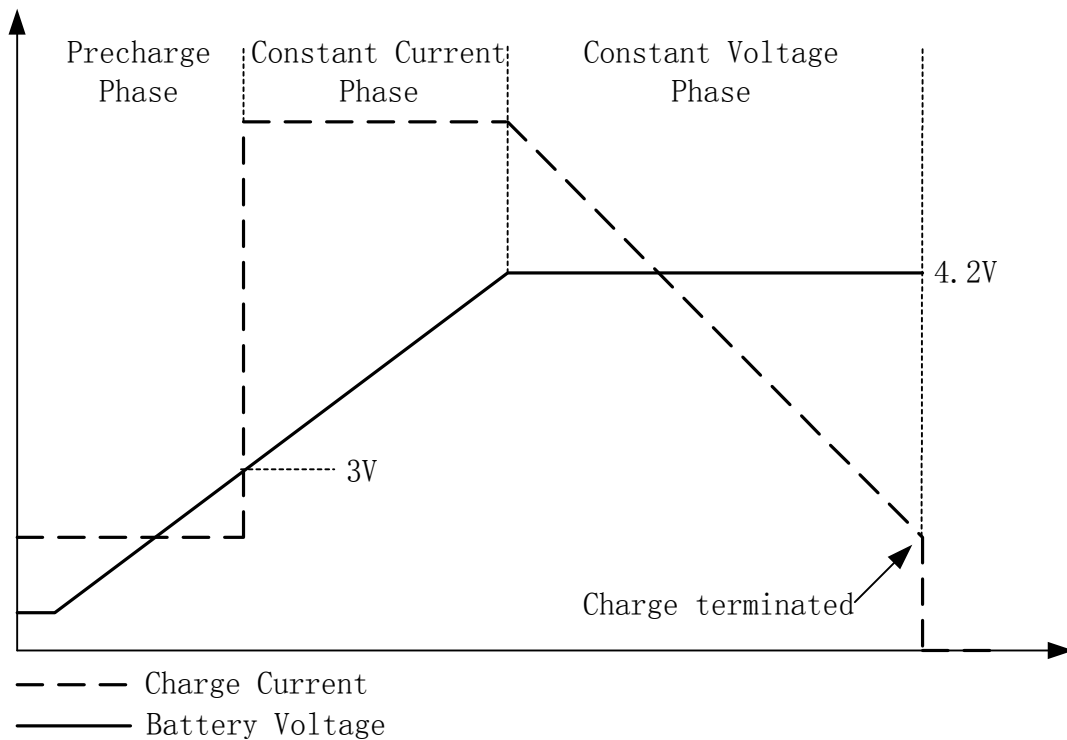 Precharge
Phase
Constant Current
Phase
Constant Voltage
Phase
4.2V
3V
Charge terminated
Charge Current
Battery Voltage